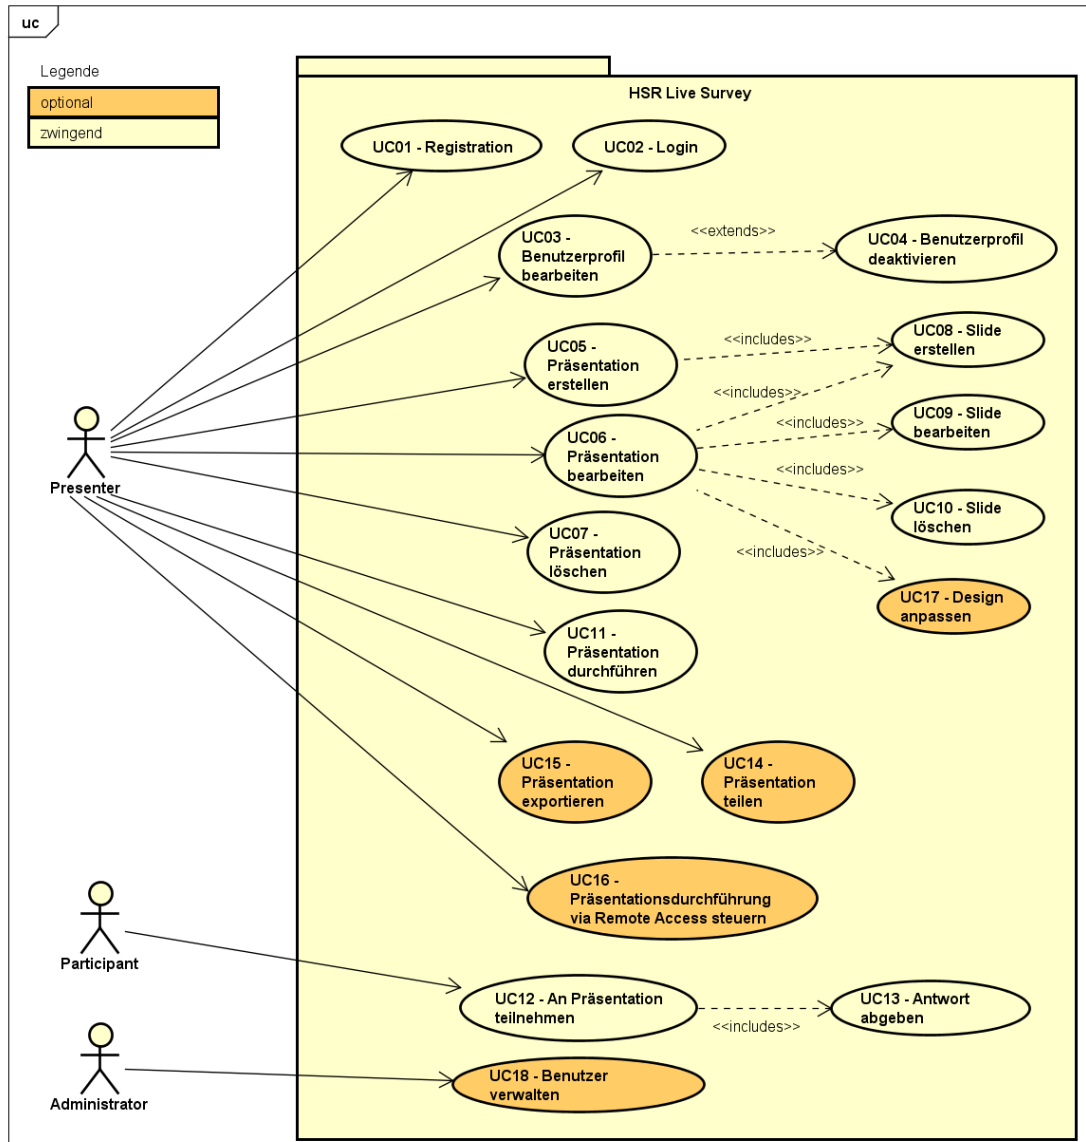 uc
Legende
optional
zwingend
HSR Live Survey
UC01 - Registration
UC02 - Login
UC03 -
Benutzerprofil
bearbeiten
<<extends>>
UC04 - Benutzerprofil
deaktivieren
UC05 -
Präsentation
erstellen
<<includes>>
UC08 - Slide
erstellen
<<includes>>
UC06 -
Präsentation
bearbeiten
<<includes>>
UC09 - Slide
bearbeiten
<<includes>>
UC10 - Slide
löschen
<<includes>>
UC17 - Design
anpassen
Presenter
UC07 -
Präsentation
löschen
UC11 -
Präsentation
durchführen
UC15 -
Präsentation
exportieren
UC14 -
Präsentation
teilen
UC16 -
Präsentationsdurchführung
via Remote Access steuern
Participant
UC12 - An Präsentation
teilnehmen
<<includes>>
UC13 - Antwort
abgeben
Administrator
UC18 - Benutzer
verwalten